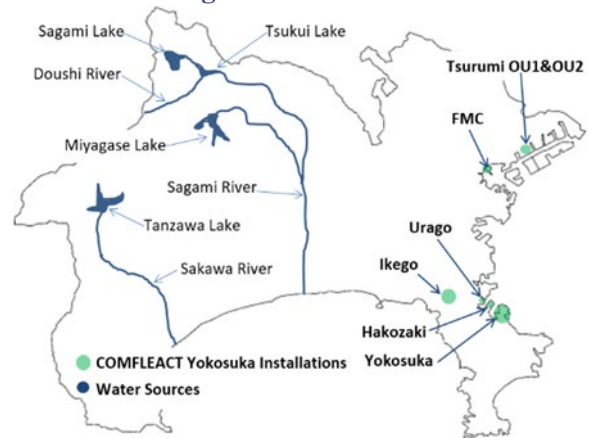 Sagami Lake
Tsukui Lake
Doushi River
Tsurumi OU1&OU2
FMC
Miyagase Lake
Sagami River
Tanzawa Lake
Urago
Ikego
Sakawa River
Hakozaki
Yokosuka
COMFLEACT Yokosuka Installations
Water Sources